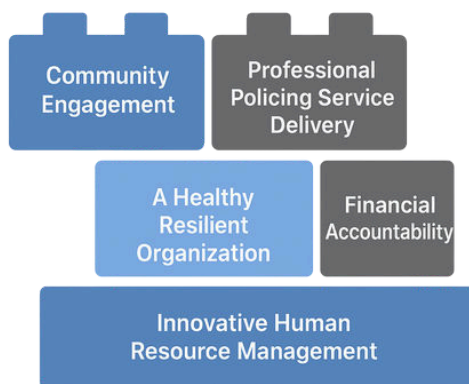 Community
Engagement
Professional
Policing Service
Delivery
A Healthy
Resilient
Organization
Financial
Accountability
Innovative Human
Resource Management